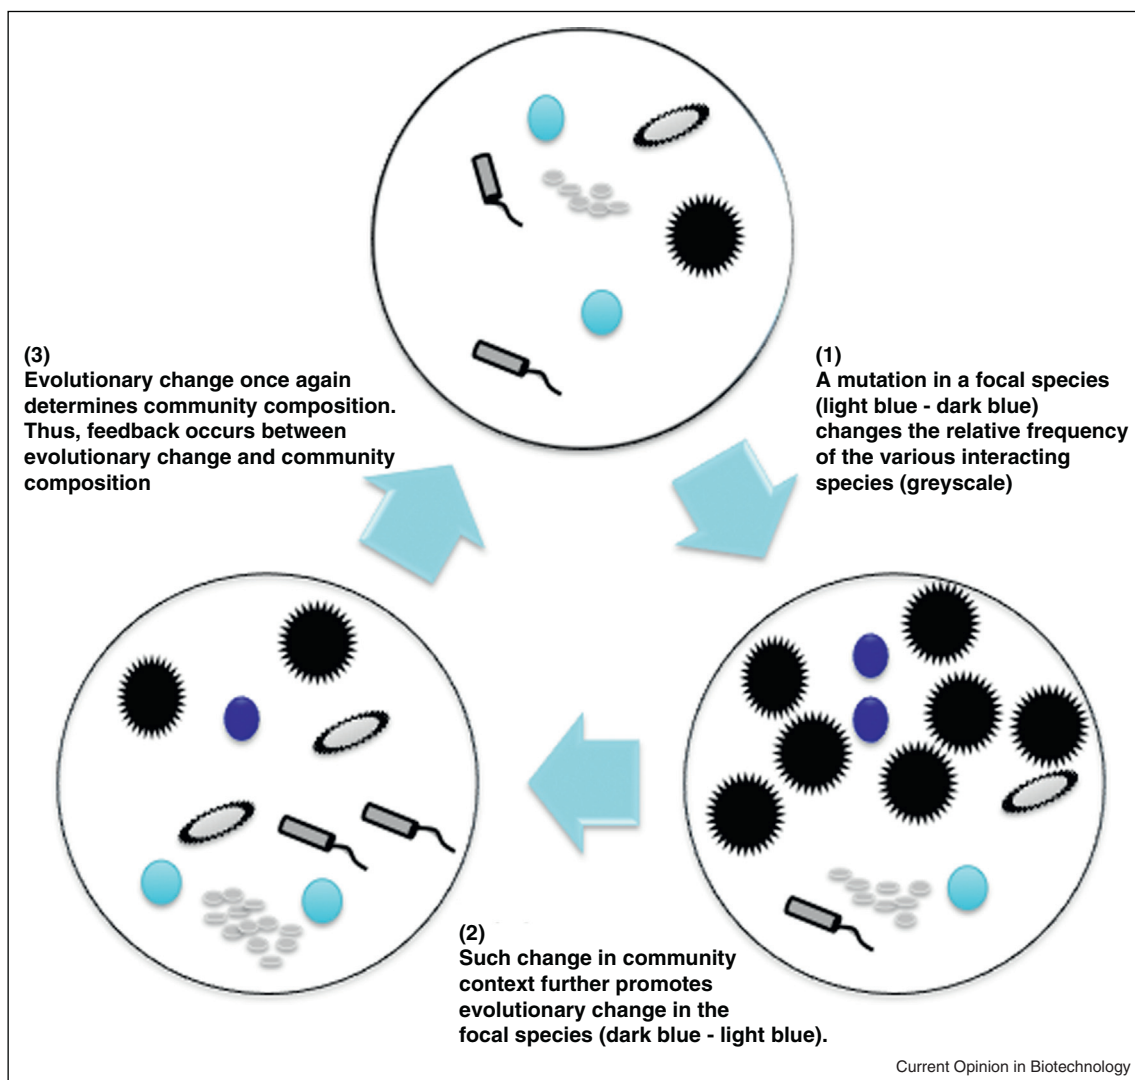 (3)
Evolutionary change once again
determines community composition.
Thus, feedback occurs between
evolutionary change and community
composition
(1)
A mutation in a focal species
(light blue - dark blue)
changes the relative frequency
of the various interacting
species (greyscale)
(2)
Such change in community
context further promotes
evolutionary change in the
focal species (dark blue - light blue).
Current Opinion in Biotechnology